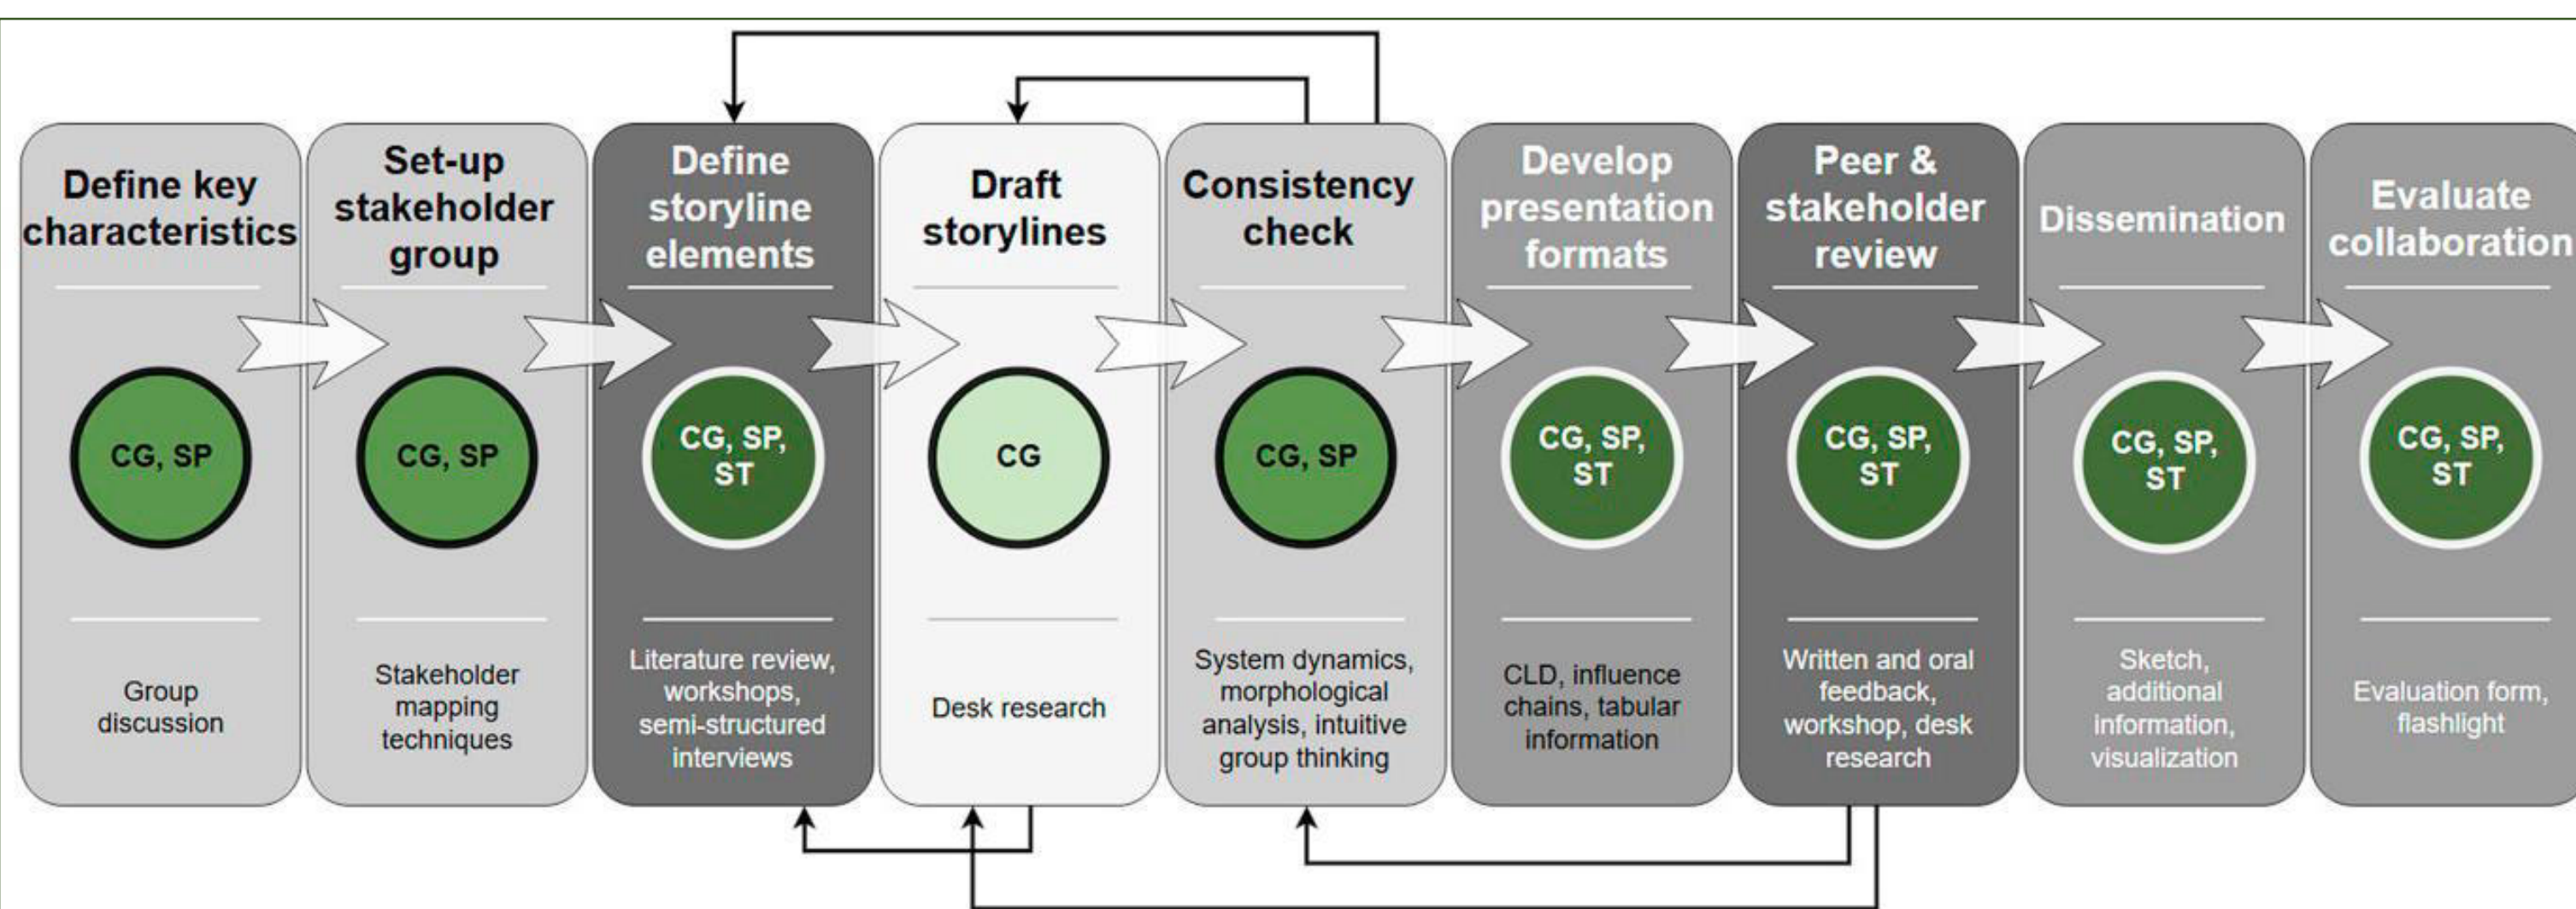 Define key
characteristics
CG, SP
Group
discussion
Set-up
stakeholder
group
CG, SP
Stakeholder
mapping
techniques
Define
storyline
elements
CG, SP,
ST
Literature review,
workshops,
semi-structured
interviews
Draft
storylines
CG
Desk research
Consistency
check
CG, SP
System dynamics,
morphological
analysis, intuitive
group thinking
Develop
presentation
formats
CG, SP,
ST
CLD, influence
chains, tabular
information
Peer &
stakeholder
review
CG, SP,
ST
Written and oral
feedback,
workshop, desk
research
Dissemination
CG, SP,
ST
Sketch,
additional
information,
visualization
Evaluate
collaboration
CG, SP,
ST
Evaluation form,
flashlight